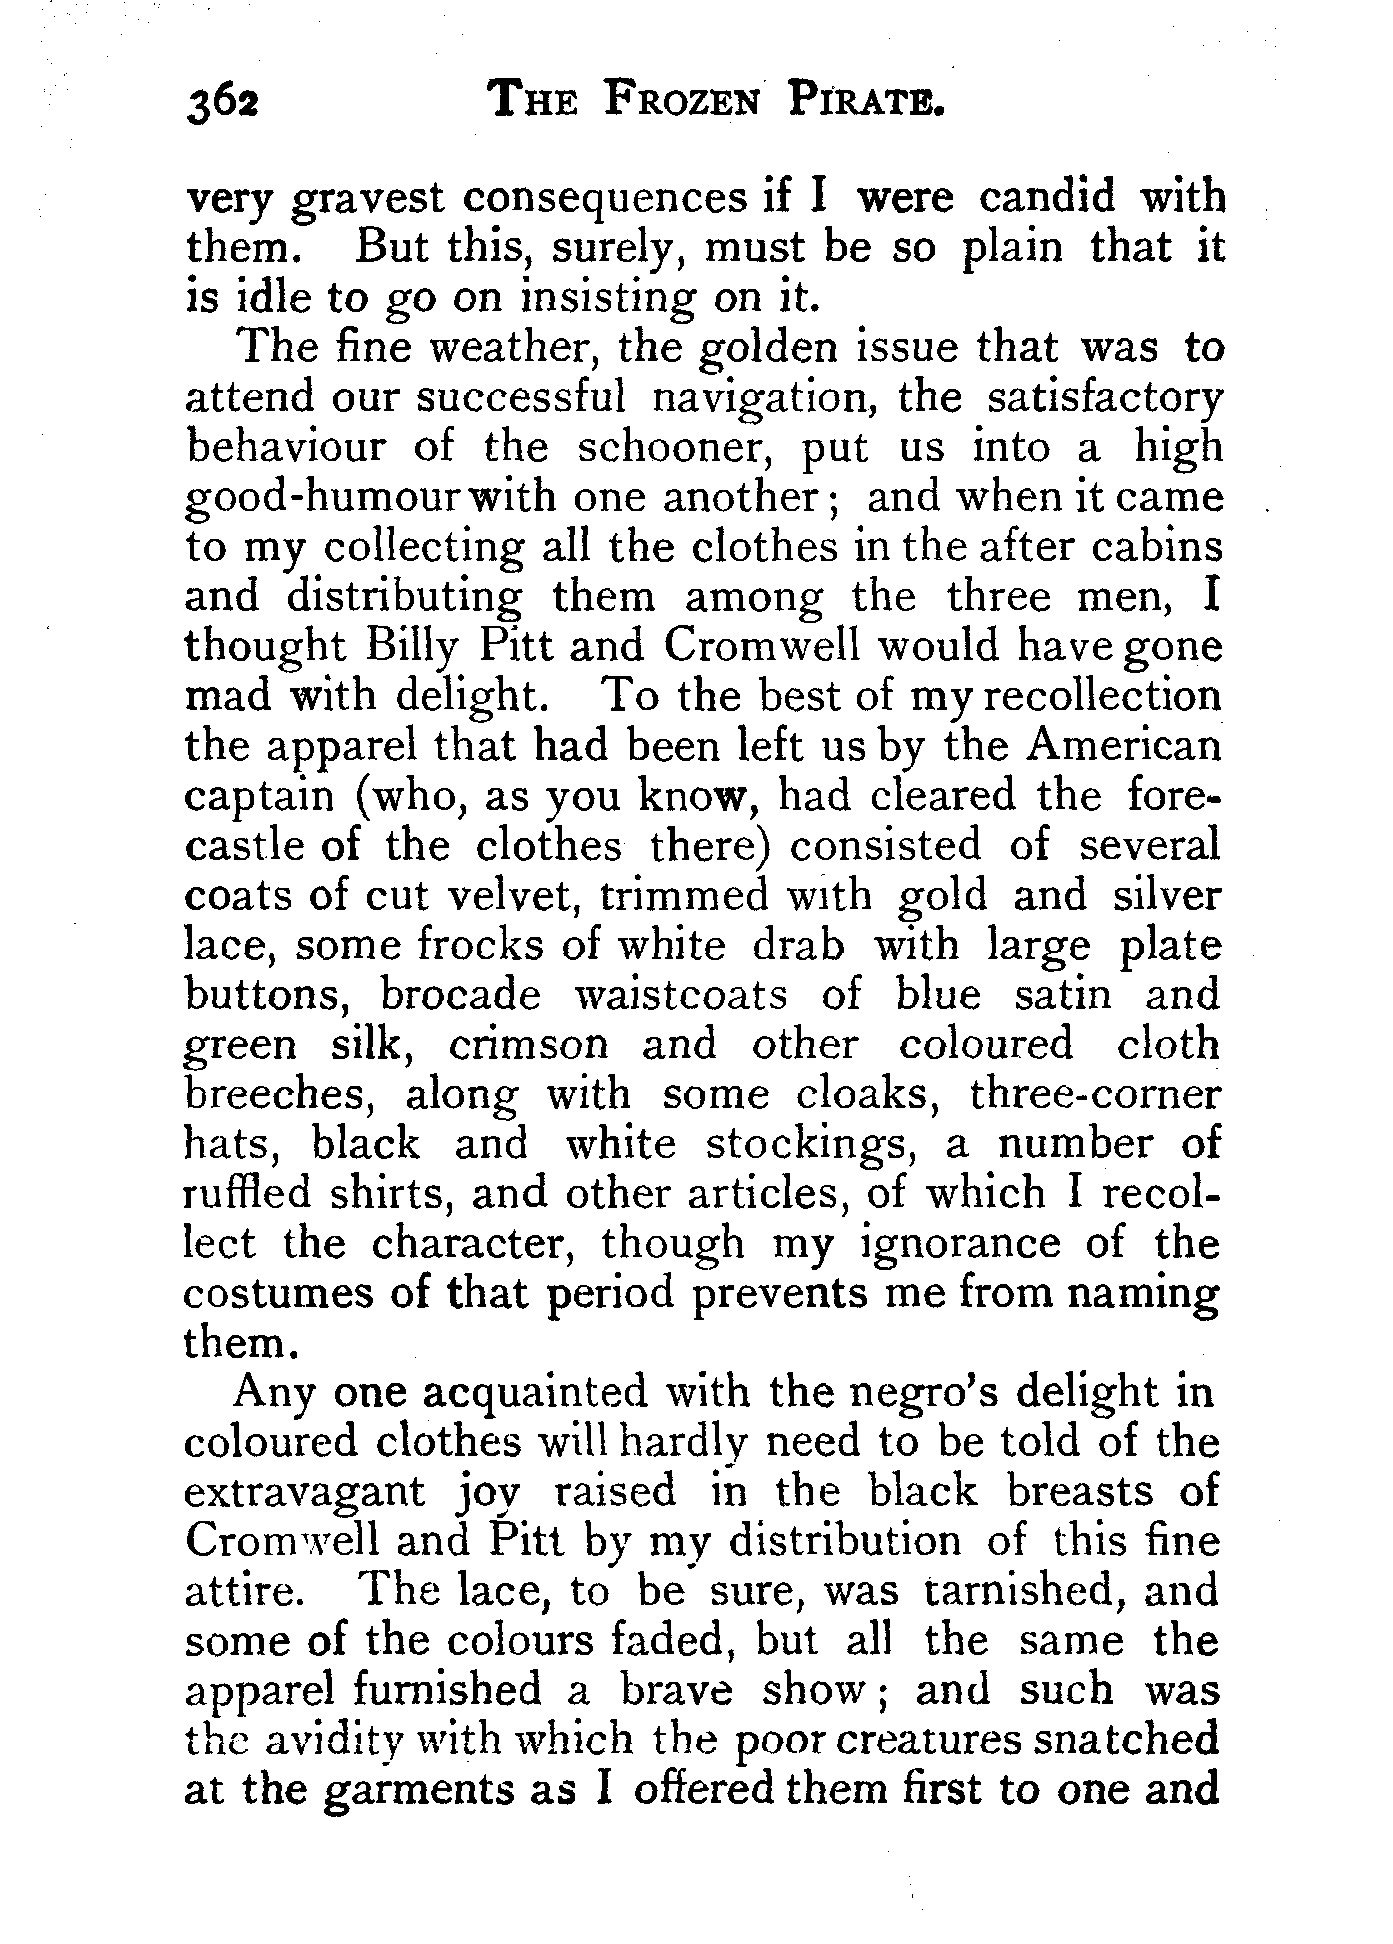 362 THE FROZEN PIRATE.
very gravest consequences if I were candid with
them. But this, surely, must be so plain that it
is idle to go on insisting on it.
The fine weather, the golden issue that was to
attend our successful navigation, the satisfactory
behaviour of the schooner, put us into a high
good-humour with one another; and when it came
to my collecting all the clothes in the after cabins
and distributing them among the three men, I
thought Billy Pitt and Cromwell would have gone
mad with delight. To the best of my recollection
the apparel that had been left us by the American
captain (who, as you know, had cleared the fore-
castle of the clothes there) consisted of several
coats of cut velvet, trimmed with gold and silver
lace, some frocks of white drab with large plate
buttons, brocade waistcoats of blue satin and
green silk, crimson and other coloured cloth
breeches, along with some cloaks, three-corner
hats, black and white stockings, a number of
ruffled shirts, and other articles, of which I recol-
lect the character, though my ignorance of the
costumes of that period prevents me from naming
them.
Any one acquainted with the negro's delight in
coloured clothes will hardly need to be told of the
extravagant joy raised in the black breasts of
Cromwell and Pitt by my distribution of this fine
attire. The lace, to be sure, was tarnished, and
some of the colours faded, but all the same the
apparel furnished a brave show; and such was
the avidity with which the poor creatures snatched
at the garments as I offered them first to one and